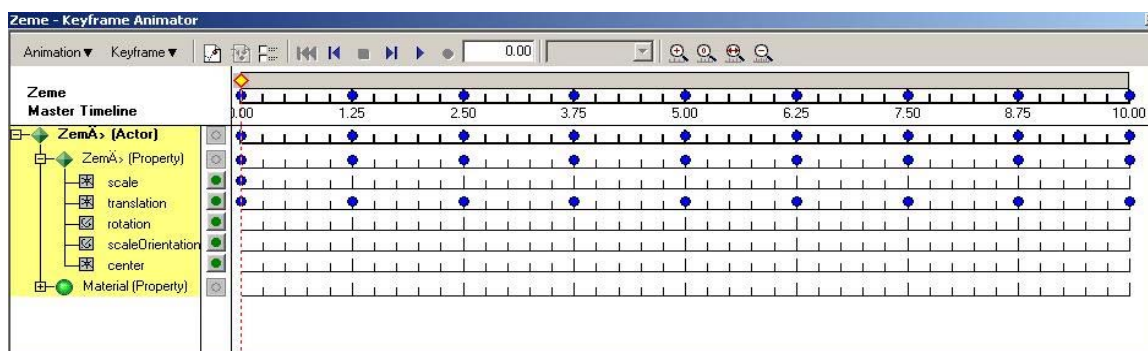 Zeme - Keyframe Animator
Animation▼ Keyframe▼ 0.00
Zeme
Master Timeline
0.00 1.25 2.50 3.75 5.00 6.25 7.50 8.75 10.00
ZemÄ› (Actor)
ZemÄ› (Property)
scale
translation
rotation
scaleOrientation
center
Material (Property)